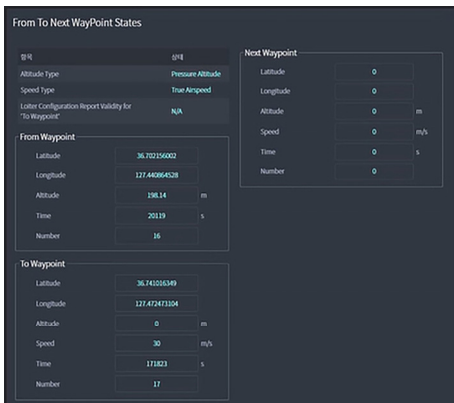 From To Next WayPoint States
항목 상태
Altitude Type Pressure Altitude
Speed Type True Airspeed
Loiter Configuration Report Validity for
"To Waypoint" N/A
From Waypoint
Latitude 36.702156002
Longitude 127.440864528
Altitude 198.14 m
Time 20119 s
Number 16
To Waypoint
Latitude 36.741016349
Longitude 127.472473104
Altitude 0 m
Speed 30 m/s
Time 171823 s
Number 17
Next Waypoint
Latitude 0
Longitude 0
Altitude 0 m
Speed 0 m/s
Time 0 s
Number 0